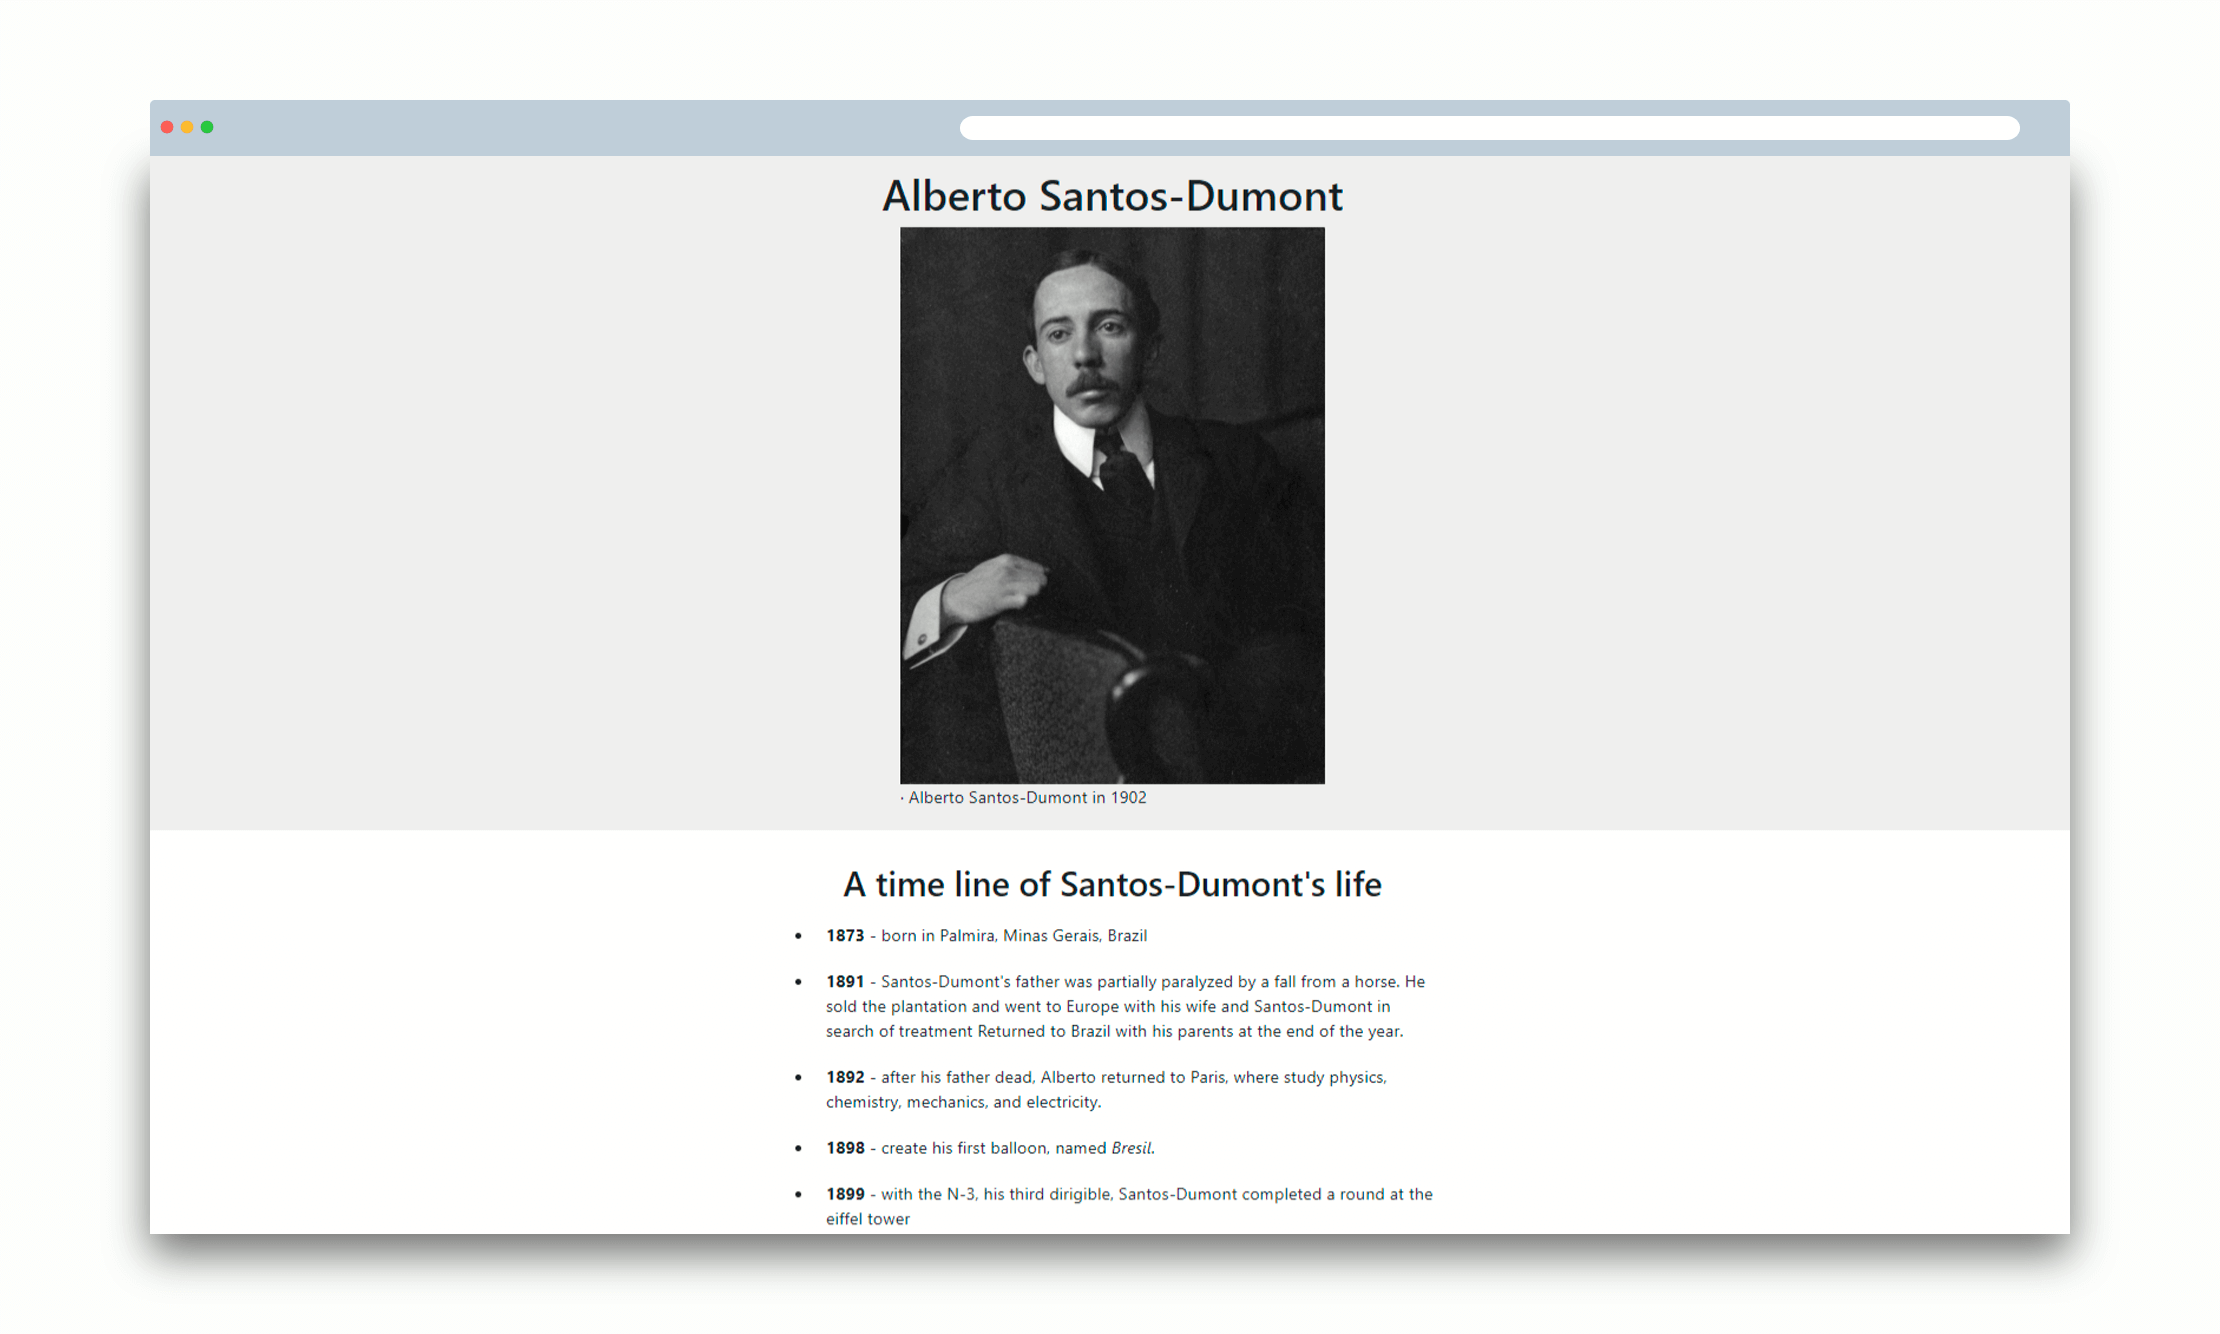 Alberto Santos-Dumont
· Alberto Santos-Dumont in 1902
A time line of Santos-Dumont's life
• 1873 - born in Palmira, Minas Gerais, Brazil
• 1891 - Santos-Dumont's father was partially paralyzed by a fall from a horse. He
sold the plantation and went to Europe with his wife and Santos-Dumont in
search of treatment Returned to Brazil with his parents at the end of the year.
• 1892 - after his father dead, Alberto returned to Paris, where study physics,
chemistry, mechanics, and electricity.
• 1898 - create his first balloon, named Bresil.
• 1899 - with the N-3, his third dirigible, Santos-Dumont completed a round at the
eiffel tower